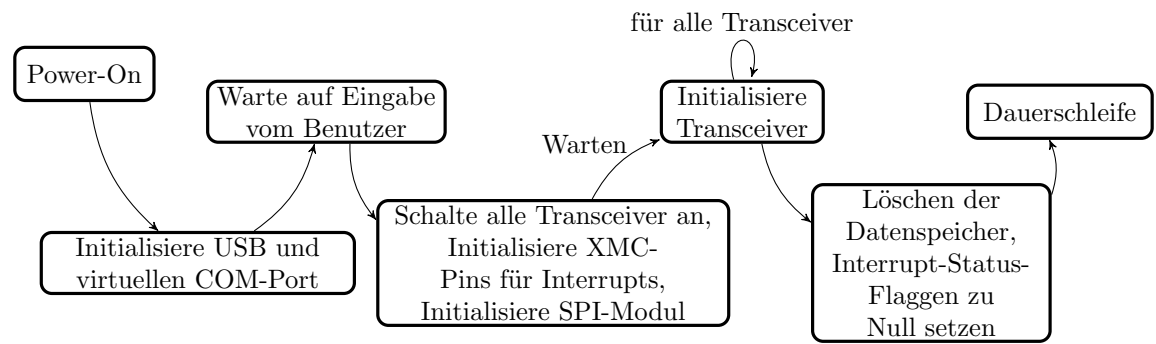 Power-On
Initialisiere USB und
virtuellen COM-Port
Warte auf Eingabe
vom Benutzer
Schalte alle Transceiver an,
Initialisiere XMC-
Pins für Interrupts,
Initialisiere SPI-Modul
Warten
für alle Transceiver
Initialisiere
Transceiver
Löschen der
Datenspeicher,
Interrupt-Status-
Flaggen zu
Null setzen
Dauerschleife